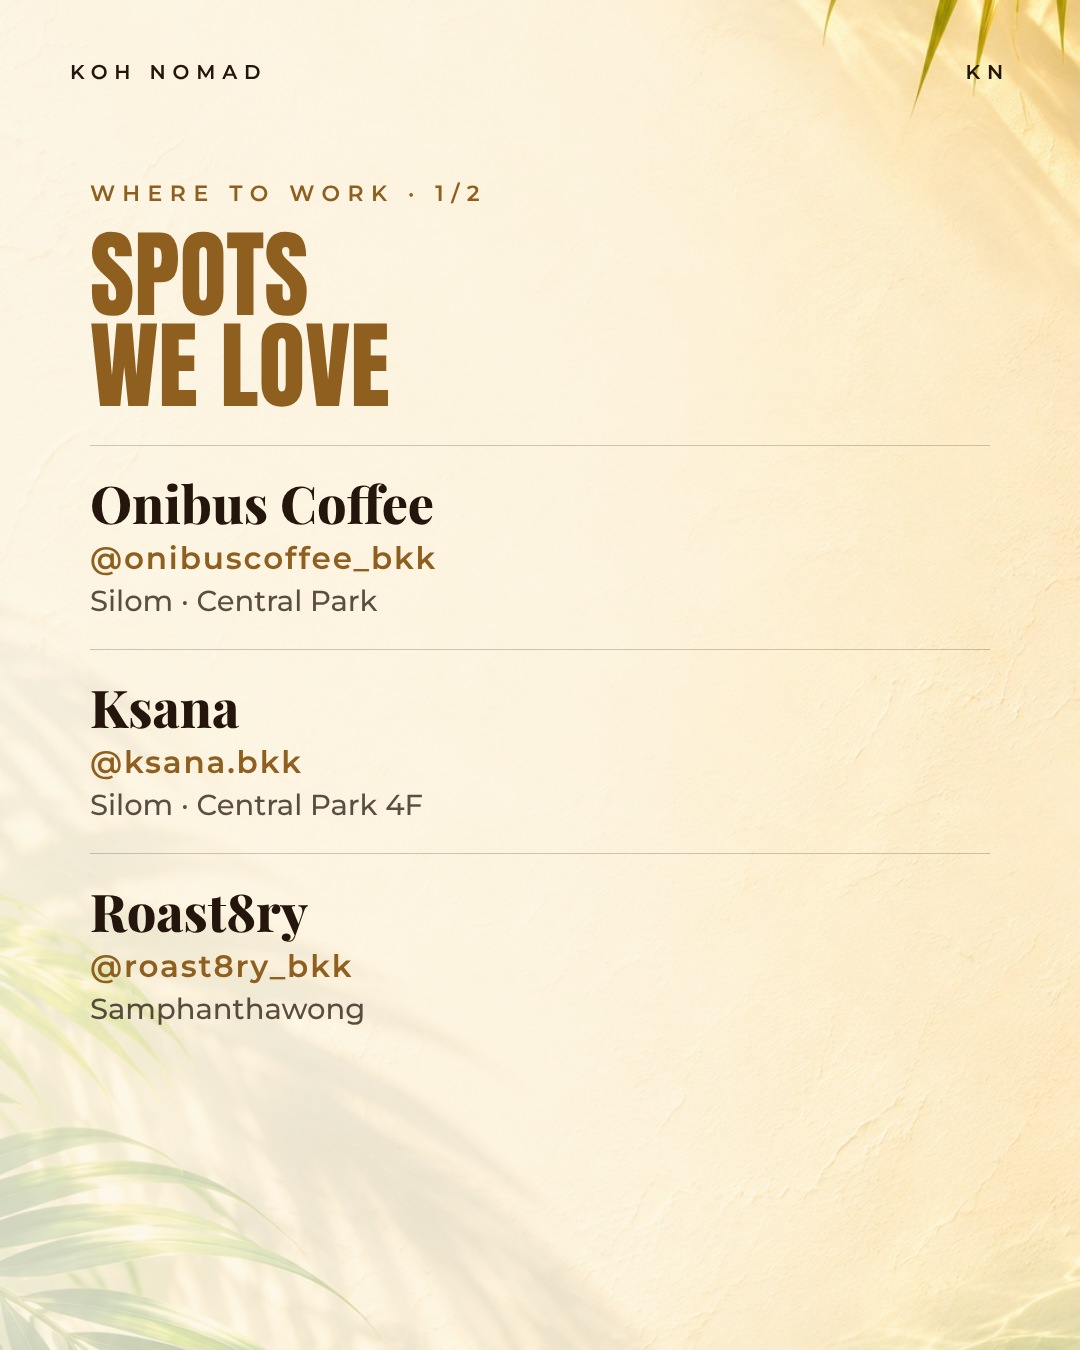 KOH NOMAD
KN
WHERE TO WORK · 1/2
SPOTS
WE LOVE
Onibus Coffee
@onibuscoffee_bkk
Silom · Central Park
Ksana
@ksana.bkk
Silom · Central Park 4F
Roast8ry
@roast8ry_bkk
Samphanthawong